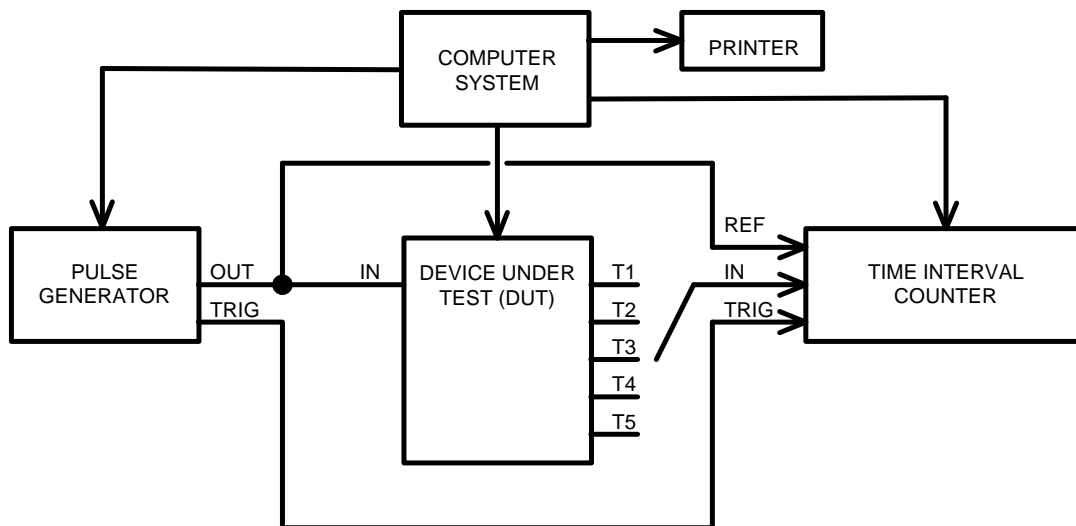 COMPUTER
SYSTEM
PRINTER
PULSE
GENERATOR
OUT
TRIG
IN
DEVICE UNDER
TEST (DUT)
T1
T2
T3
T4
T5
REF
IN
TRIG
TIME INTERVAL
COUNTER